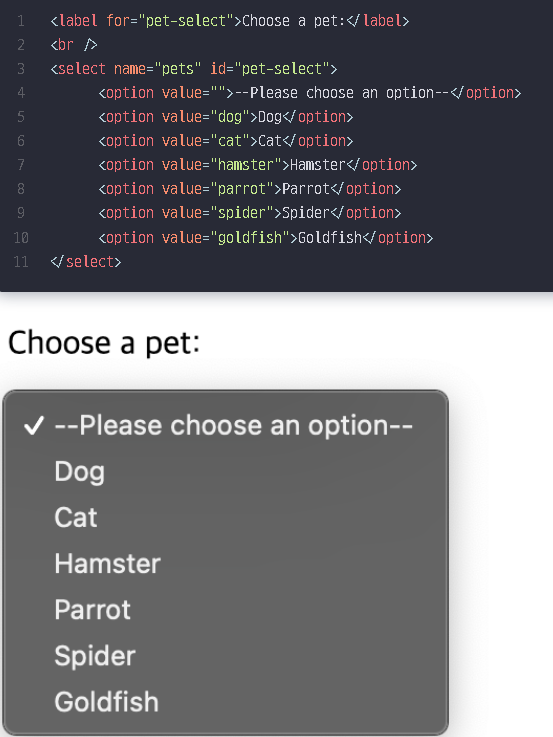 1 <label for="pet-select">Choose a pet:</label>
2 <br />
3 <select name="pets" id="pet-select">
4 <option value="">--Please choose an option--</option>
5 <option value="dog">Dog</option>
6 <option value="cat">Cat</option>
7 <option value="hamster">Hamster</option>
8 <option value="parrot">Parrot</option>
9 <option value="spider">Spider</option>
10 <option value="goldfish">Goldfish</option>
11 </select>
Choose a pet:
✓ --Please choose an option--
Dog
Cat
Hamster
Parrot
Spider
Goldfish